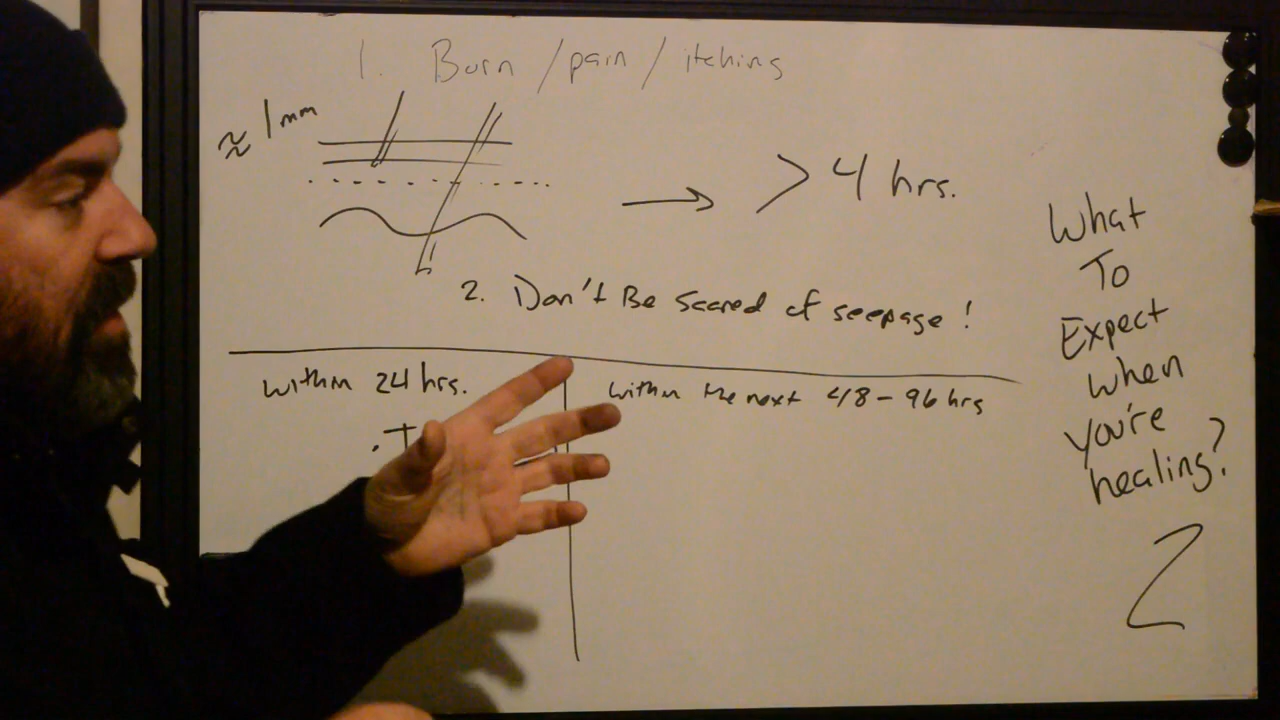 1. Burn / pain / itching
≈ 1mm
→ > 4 hrs.
2. Don't Be Scared of seepage!
within 24 hrs.
within the next 48-96 hrs
What
To
Expect
When
you're
healing?
2